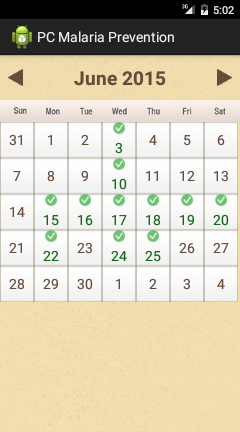 36 5:02
PC Malaria Prevention
June 2015
Sun Mon Tue Wed Thu Fri Sat
31 1 2 3 4 5 6
7 8 9 10 11 12 13
14 15 16 17 18 19 20
21 22 23 24 25 26 27
28 29 30 1 2 3 4